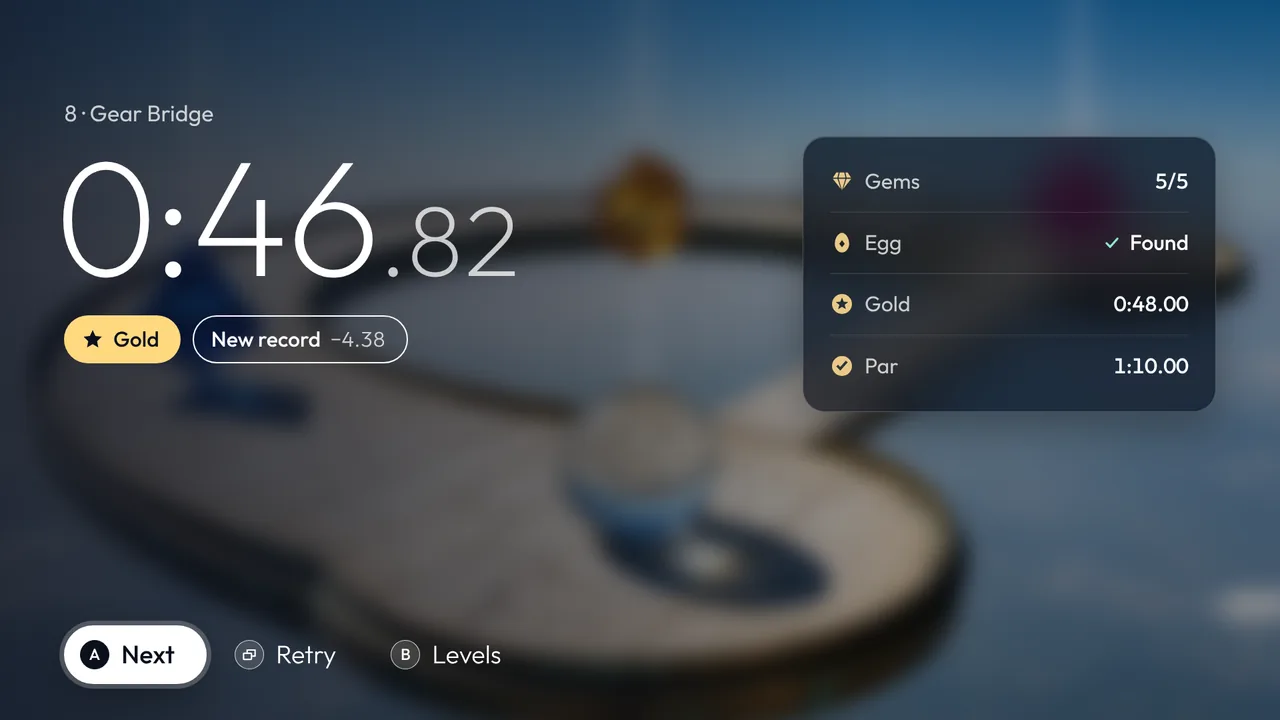 8 · Gear Bridge
0:46.82
Gold
New record −4.38
Gems 5/5
Egg Found
Gold 0:48.00
Par 1:10.00
A Next
Retry
B Levels